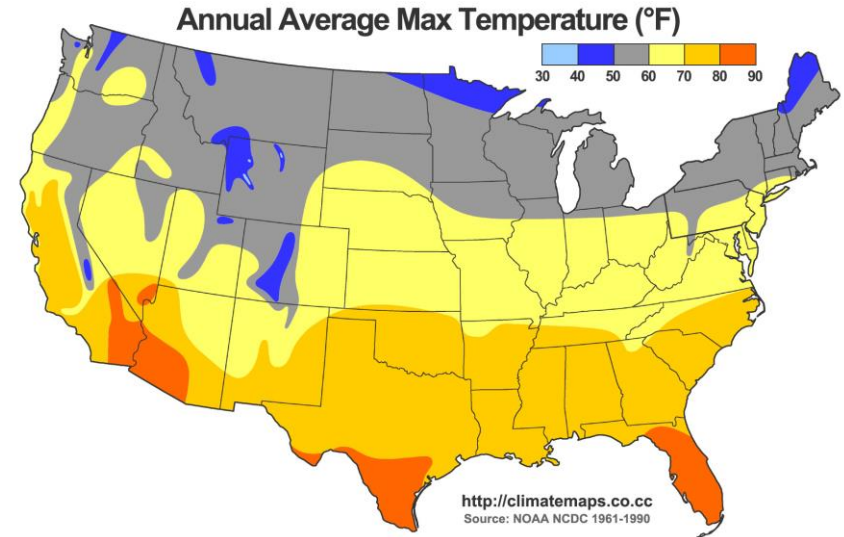 Annual Average Max Temperature (°F)
30 40 50 60 70 80 90
http://climatemaps.co.cc
Source: NOAA NCDC 1961-1990